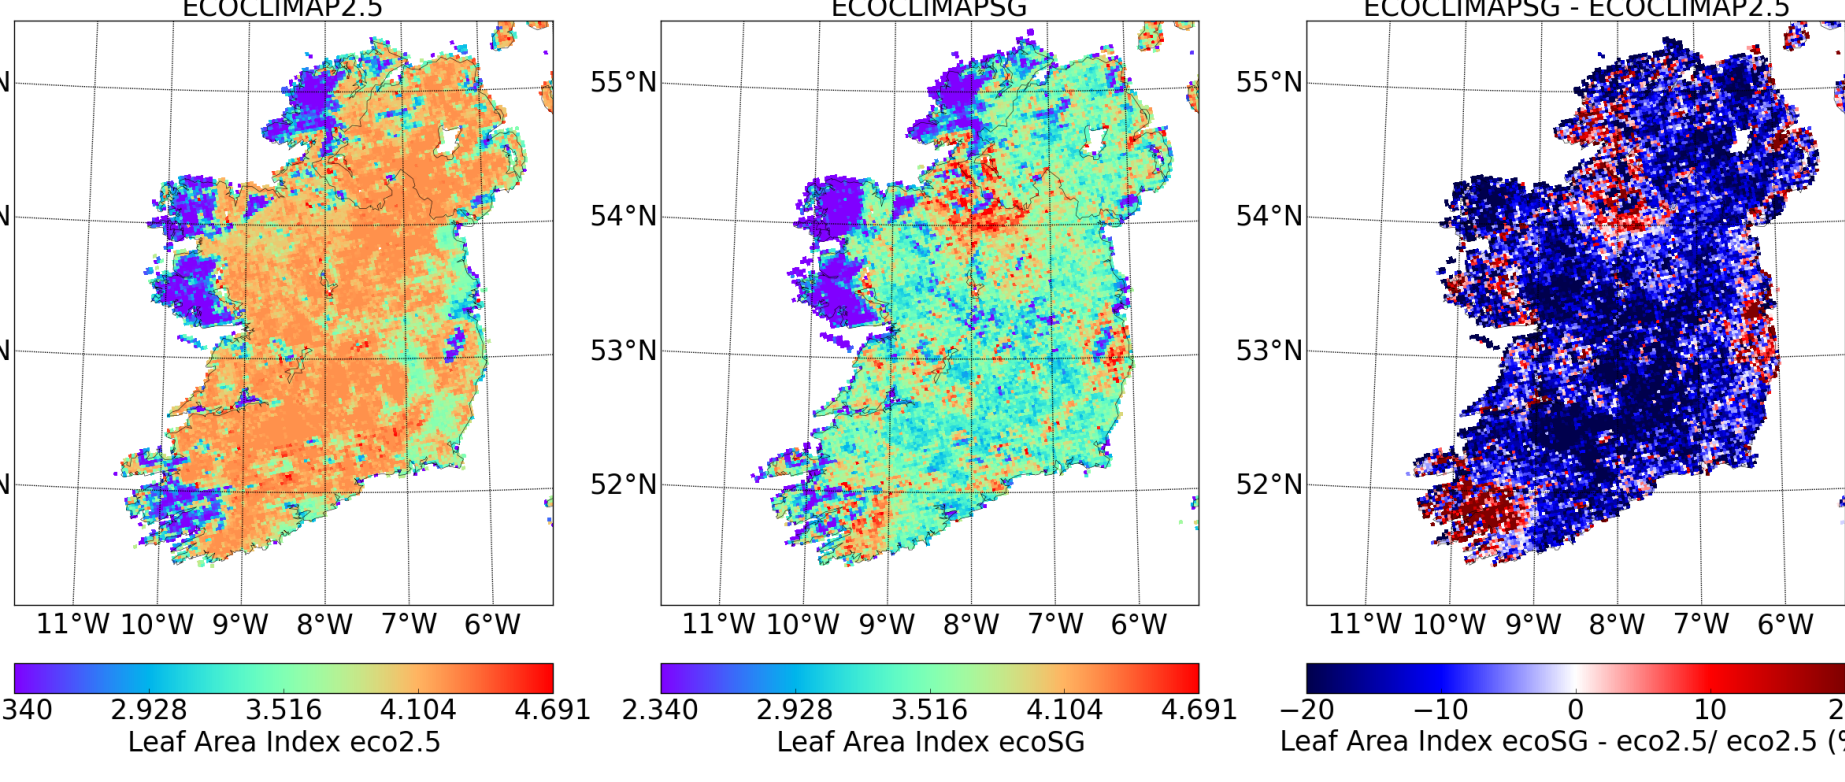 ECOCLIMAP2.5 ECOCLIMAPSG ECOCLIMAPSG - ECOCLIMAP2.5
N 55°N 55°N
N 54°N 54°N
N 53°N 53°N
N 52°N 52°N
11°W 10°W 9°W 8°W 7°W 6°W 11°W 10°W 9°W 8°W 7°W 6°W 11°W 10°W 9°W 8°W 7°W 6°W
340 2.928 3.516 4.104 4.691 2.340 2.928 3.516 4.104 4.691 −20 −10 0 10 2
Leaf Area Index eco2.5 Leaf Area Index ecoSG Leaf Area Index ecoSG - eco2.5/ eco2.5 (%